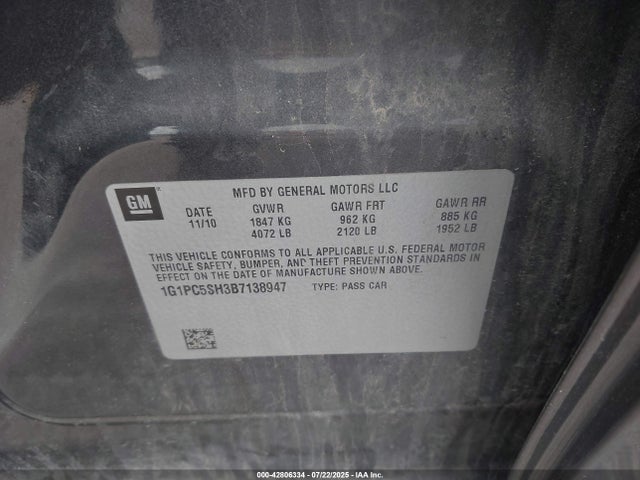 GM
MFD BY GENERAL MOTORS LLC
DATE GVWR GAWR FRT GAWR RR
11/10 1847 KG 962 KG 885 KG
4072 LB 2120 LB 1952 LB
THIS VEHICLE CONFORMS TO ALL APPLICABLE U.S. FEDERAL MOTOR
VEHICLE SAFETY, BUMPER, AND THEFT PREVENTION STANDARDS IN
EFFECT ON THE DATE OF MANUFACTURE SHOWN ABOVE.
1G1PC5SH3B7138947 TYPE: PASS CAR
000-42806334 - 07/22/2025 - IAA Inc.